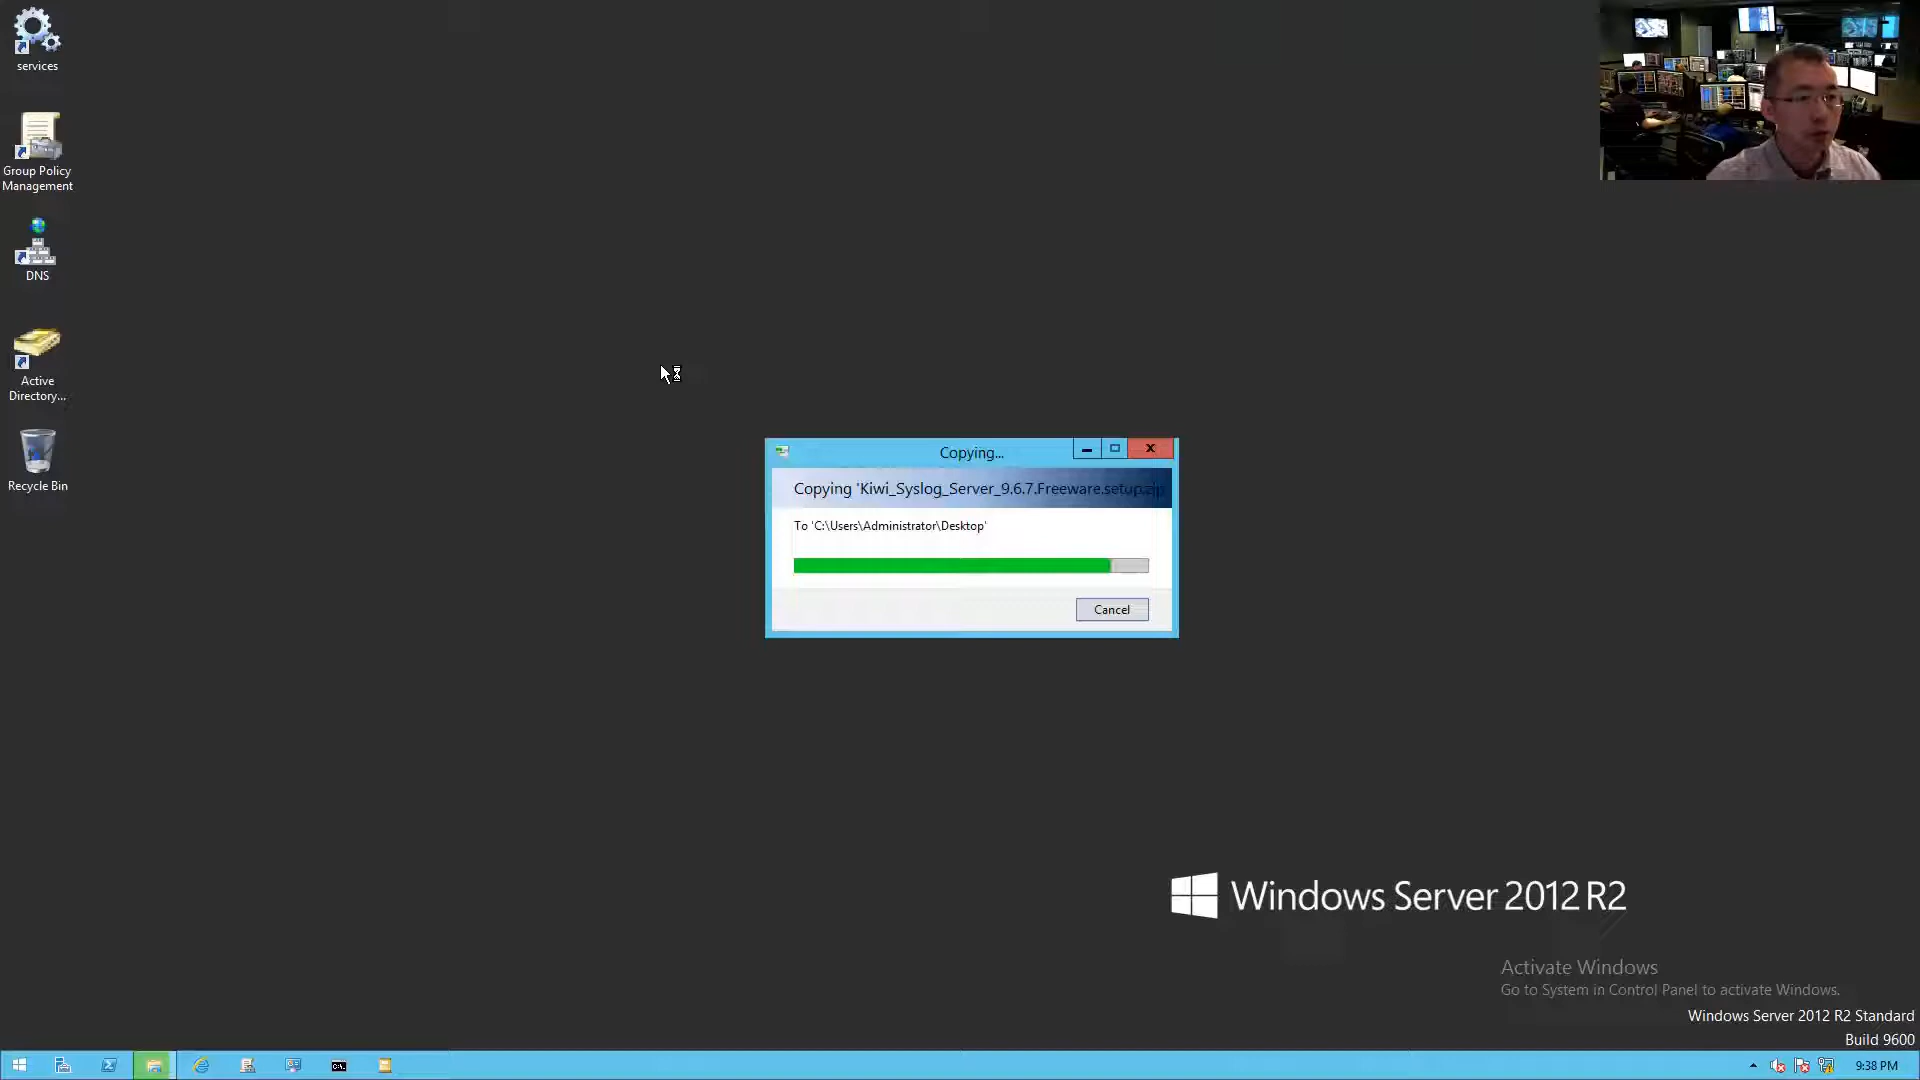 services
Group Policy
Management
DNS
Active
Directory...
Recycle Bin
Copying...
Copying 'Kiwi_Syslog_Server_9.6.7.Freeware.setup.zip
To 'C:\Users\Administrator\Desktop'
Cancel
Windows Server 2012 R2
Activate Windows
Go to System in Control Panel to activate Windows.
Windows Server 2012 R2 Standard
Build 9600
9:38 PM